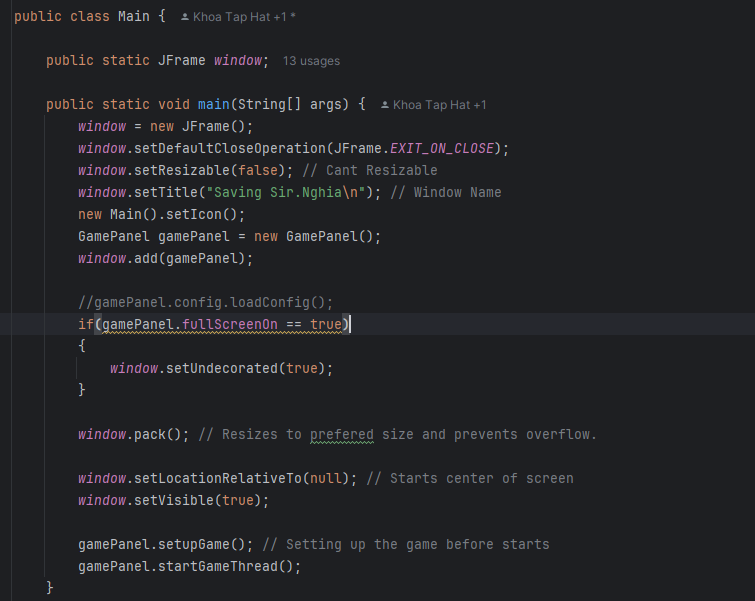 public class Main { Khoa Tap Hat +1 *
public static JFrame window; 13 usages
public static void main(String[] args) { Khoa Tap Hat +1
window = new JFrame();
window.setDefaultCloseOperation(JFrame.EXIT_ON_CLOSE);
window.setResizable(false); // Cant Resizable
window.setTitle("Saving Sir.Nghia\n"); // Window Name
new Main().setIcon();
GamePanel gamePanel = new GamePanel();
window.add(gamePanel);
//gamePanel.config.loadConfig();
if(gamePanel.fullScreenOn == true)
{
window.setUndecorated(true);
}
window.pack(); // Resizes to prefered size and prevents overflow.
window.setLocationRelativeTo(null); // Starts center of screen
window.setVisible(true);
gamePanel.setupGame(); // Setting up the game before starts
gamePanel.startGameThread();
}